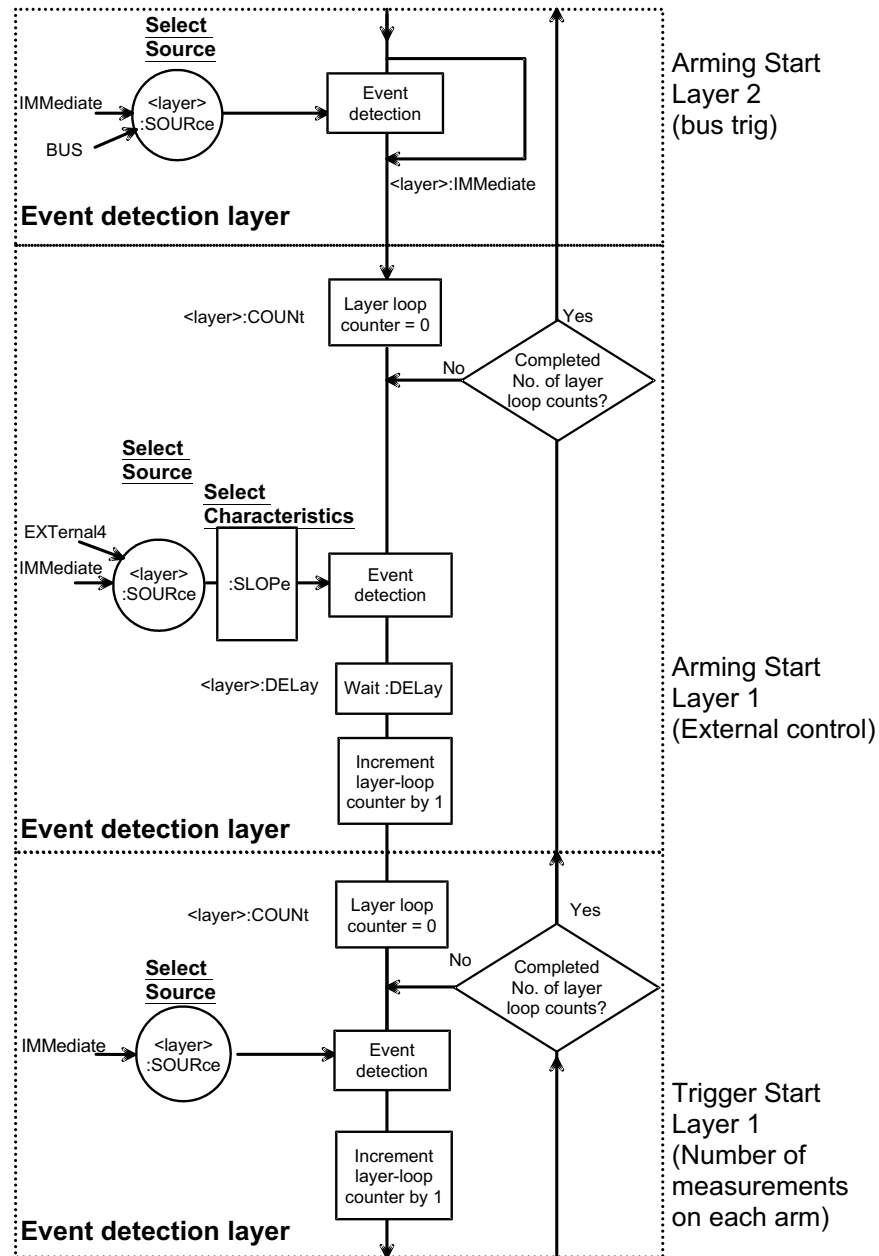 Select
Source
IMMediate
<layer>
:SOURce
BUS
Event
detection
<layer>:IMMediate
Event detection layer
Arming Start
Layer 2
(bus trig)
<layer>:COUNt
Layer loop
counter = 0
Yes
No
Completed
No. of layer
loop counts?
Select
Source
Select
Characteristics
EXTernal4
IMMediate
<layer>
:SOURce
:SLOPe
Event
detection
<layer>:DELay
Wait :DELay
Increment
layer-loop
counter by 1
Event detection layer
Arming Start
Layer 1
(External control)
<layer>:COUNt
Layer loop
counter = 0
Yes
No
Completed
No. of layer
loop counts?
Select
Source
IMMediate
<layer>
:SOURce
Event
detection
Increment
layer-loop
counter by 1
Event detection layer
Trigger Start
Layer 1
(Number of
measurements
on each arm)